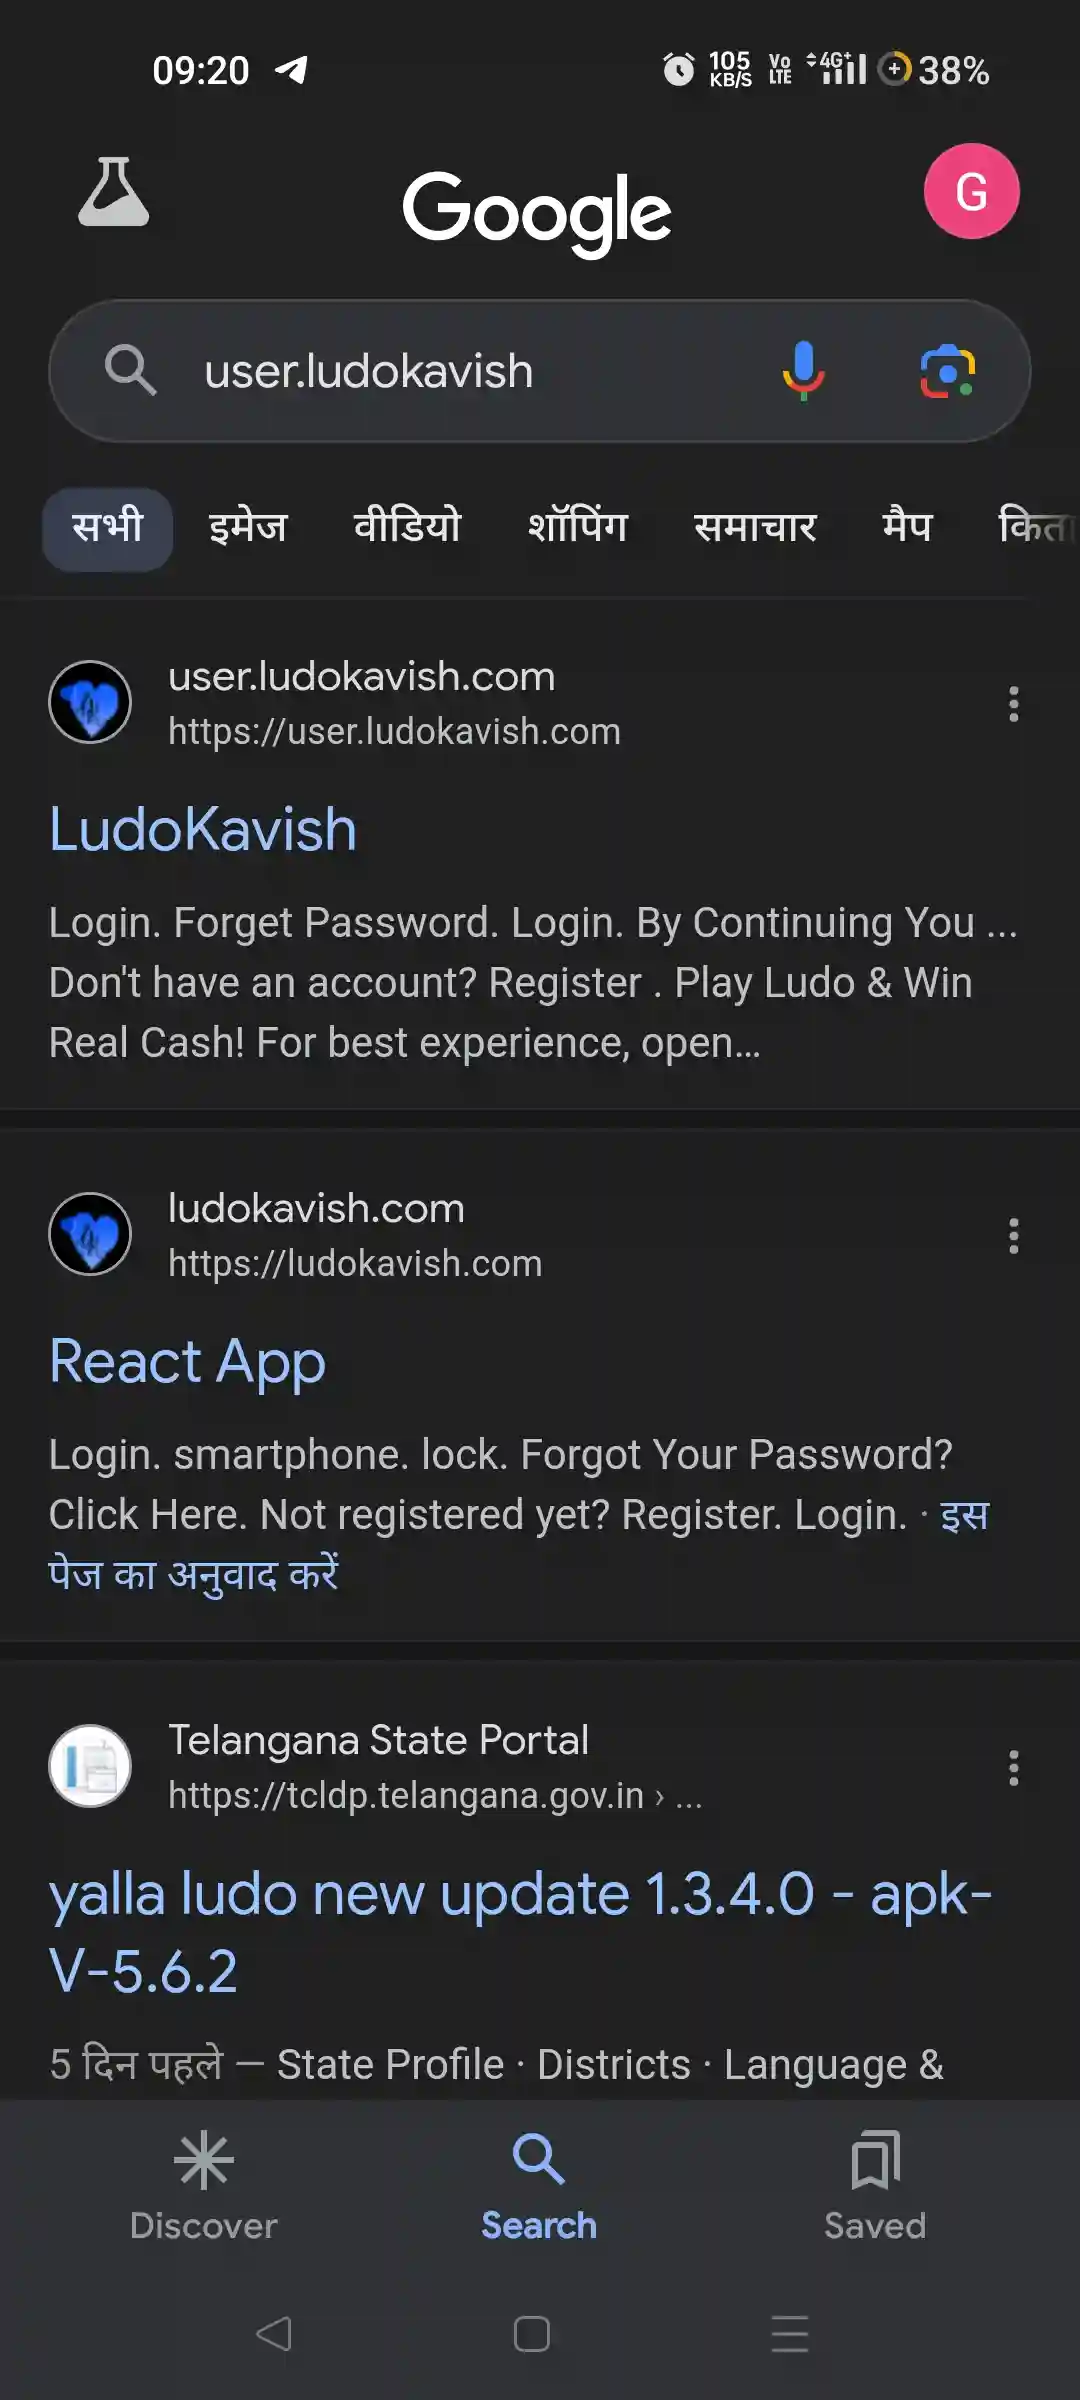 09:20 105 KB/S Vo LTE 4G+ 38%
Google G
user.ludokavish
सभी इमेज वीडियो शॉपिंग समाचार मैप
user.ludokavish.com
https://user.ludokavish.com
LudoKavish
Login. Forget Password. Login. By Continuing You ...
Don't have an account? Register . Play Ludo & Win
Real Cash! For best experience, open...
ludokavish.com
https://ludokavish.com
React App
Login. smartphone. lock. Forgot Your Password?
Click Here. Not registered yet? Register. Login. · इस
पेज का अनुवाद करें
Telangana State Portal
https://tcldp.telangana.gov.in › ...
yalla ludo new update 1.3.4.0 - apk-
V-5.6.2
5 दिन पहले — State Profile · Districts · Language &
Discover Search Saved